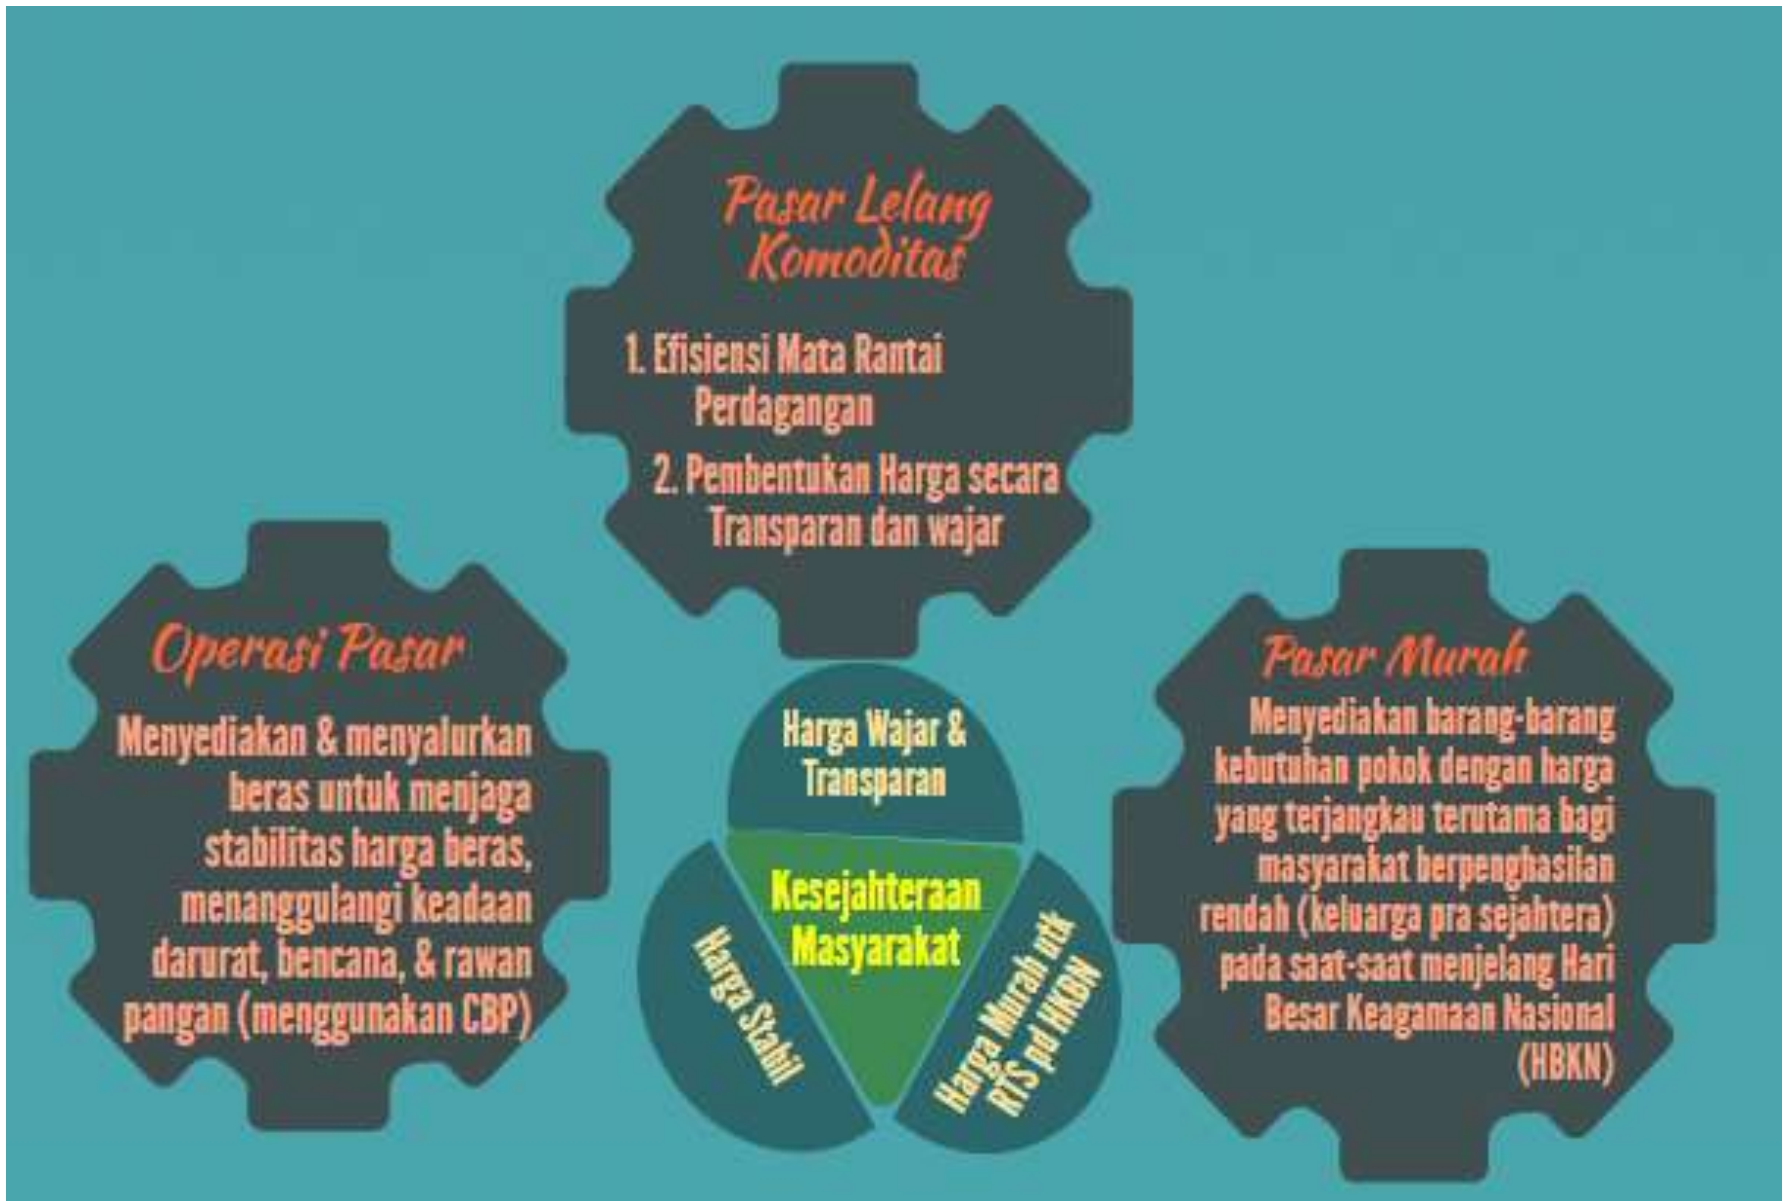 Pasar Lelang
Komoditas
1. Efisiensi Mata Rantai
Perdagangan
2. Pembentukan Harga secara
Transparan dan wajar
Operasi Pasar
Menyediakan & menyalurkan
beras untuk menjaga
stabilitas harga beras,
menanggulangi keadaan
darurat, bencana, & rawan
pangan (menggunakan CBP)
Harga Wajar &
Transparan
Kesejahteraan
Masyarakat
Harga Stabil
Harga Murah utk
RTS pd HKBN
Pasar Murah
Menyediakan barang-barang
kebutuhan pokok dengan harga
yang terjangkau terutama bagi
masyarakat berpenghasilan
rendah (keluarga pra sejahtera)
pada saat-saat menjelang Hari
Besar Keagamaan Nasional
(HBKN)